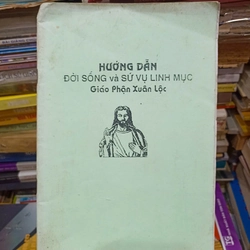 HƯỚNG DẪN
ĐỜI SỐNG và SỨ VỤ LINH MỤC
Giáo Phận Xuân Lộc